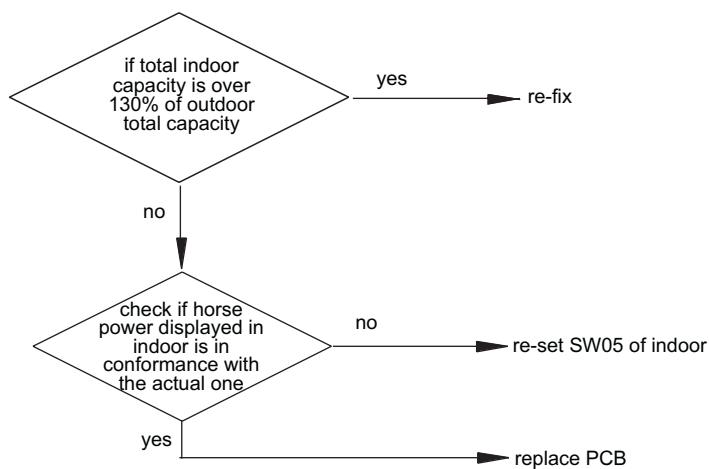 if total indoor
capacity is over
130% of outdoor
total capacity
yes
re-fix
no
check if horse
power displayed in
indoor is in
conformance with
the actual one
no
re-set SW05 of indoor
yes
replace PCB